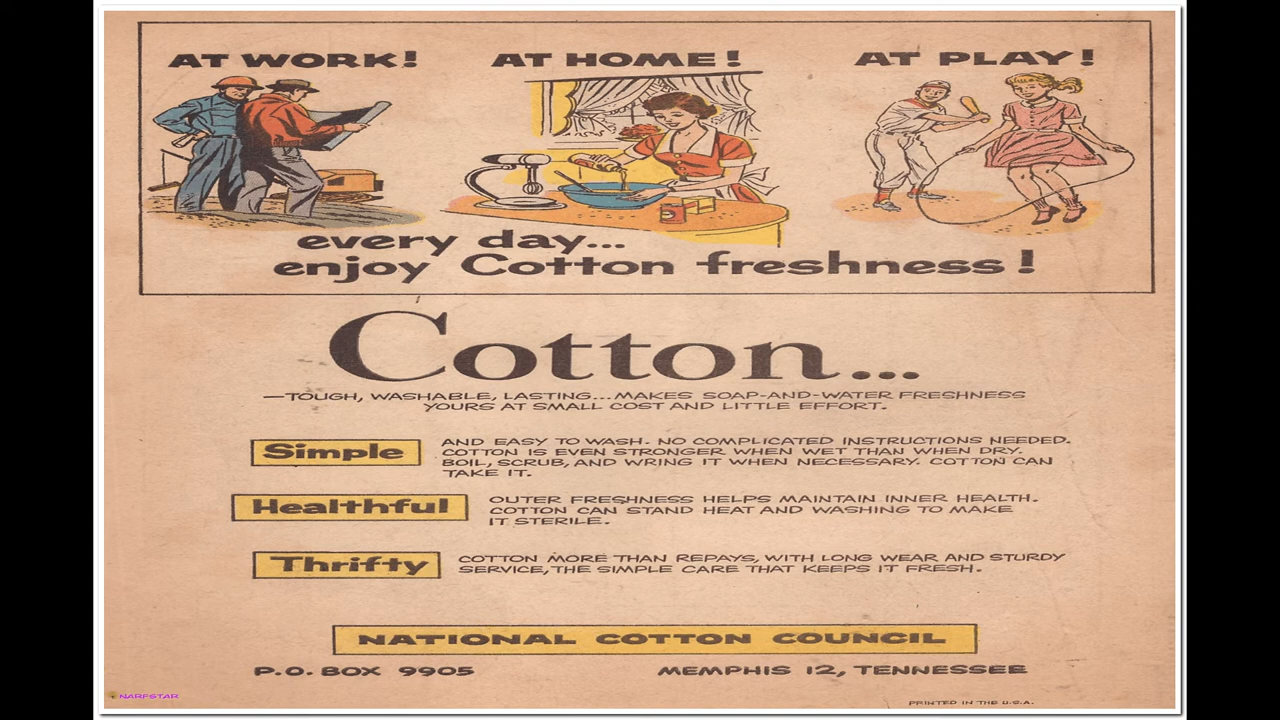 AT WORK! AT HOME! AT PLAY!
every day...
enjoy Cotton freshness!
Cotton...
—TOUGH, WASHABLE, LASTING...MAKES SOAP-AND-WATER FRESHNESS
YOURS AT SMALL COST AND LITTLE EFFORT.
Simple
AND EASY TO WASH. NO COMPLICATED INSTRUCTIONS NEEDED.
COTTON IS EVEN STRONGER WHEN WET THAN WHEN DRY.
BOIL, SCRUB, AND WRING IT WHEN NECESSARY. COTTON CAN
TAKE IT.
Healthful
OUTER FRESHNESS HELPS MAINTAIN INNER HEALTH.
COTTON CAN STAND HEAT AND WASHING TO MAKE
IT STERILE.
Thrifty
COTTON MORE THAN REPAYS, WITH LONG WEAR AND STURDY
SERVICE, THE SIMPLE CARE THAT KEEPS IT FRESH.
NATIONAL COTTON COUNCIL
P.O. BOX 9905 MEMPHIS 12, TENNESSEE
NARFSTAR
PRINTED IN THE U.S.A.